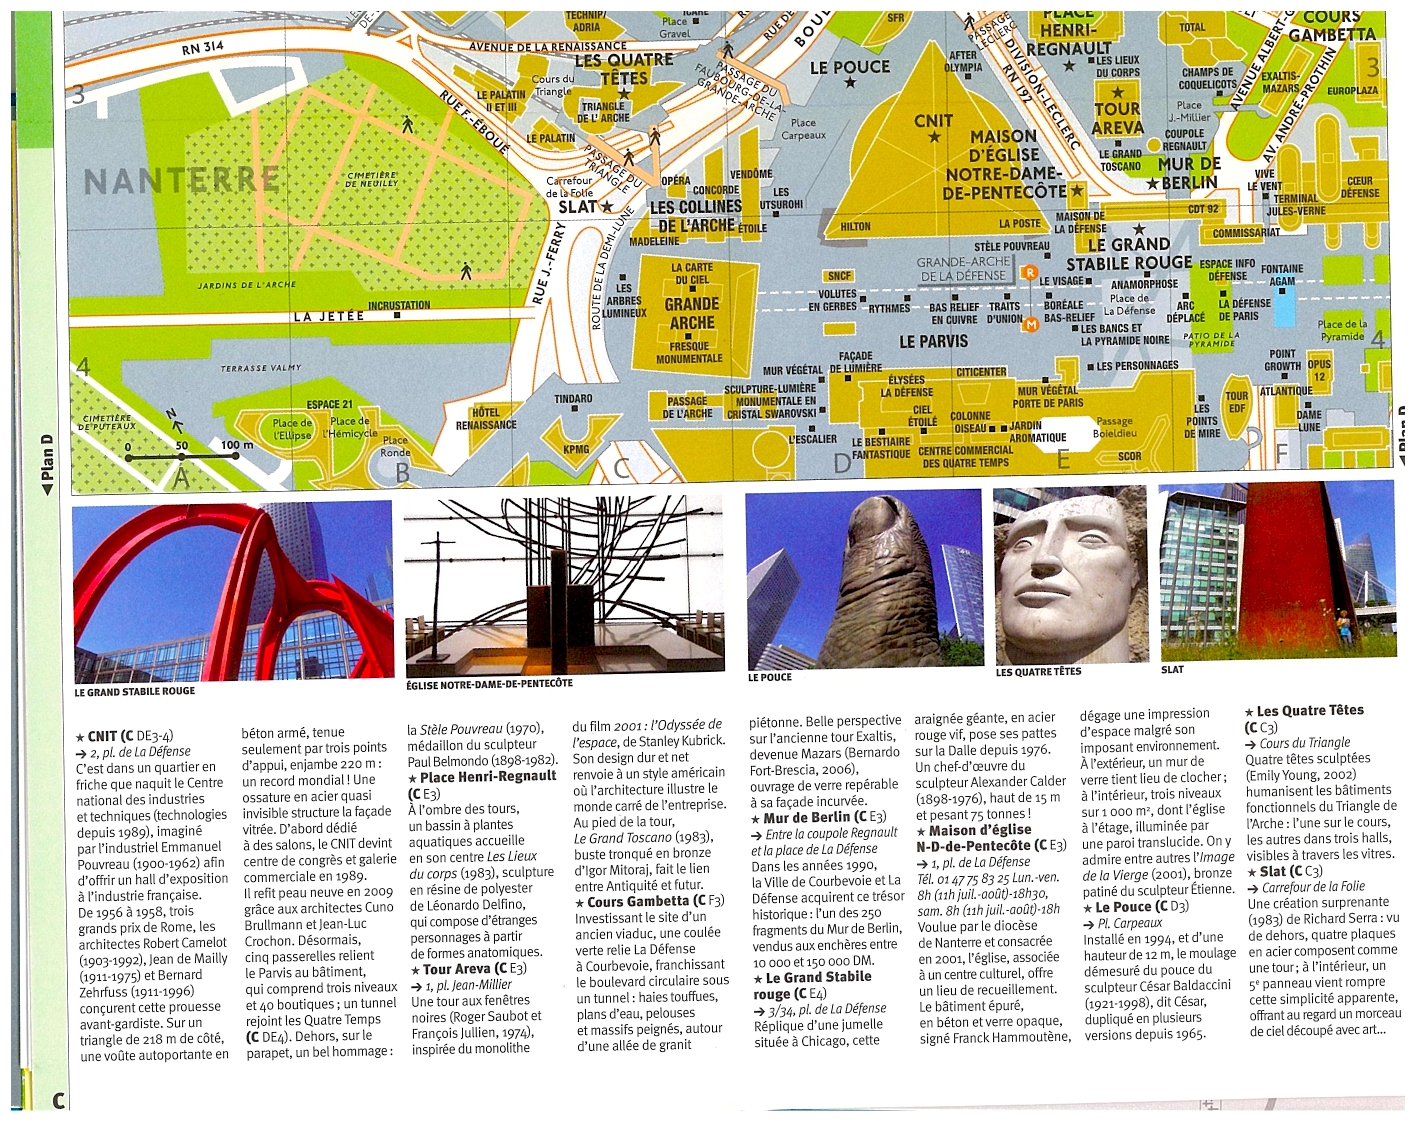 TECHNIP/
ADRIA
ICARE
Place
Gravel
SFR
PLACE
HENRI-
REGNAULT
TOTAL
COURS
GAMBETTA
RN 314
AVENUE DE LA RENAISSANCE
LES QUATRE
TÊTES
LE POUCE
AFTER
OLYMPIA
PASSAGE
LECLERC
DIVISION-LECLERC
RN 192
LES LIEUX
DU CORPS
CHAMPS DE
COQUELICOTS
AV. ANDRÉ-PROTHIN
EXALTIS-
MAZARS
EUROPLAZA
3
3
Cours du
Triangle
LE PALATIN
II ET III
TRIANGLE
DE L' ARCHE
LE PALATIN
RUE F.-ÉBOUÉ
PASSAGE DU
FAUBOURG-DE-LA-
GRANDE-ARCHE
Place
Carpeaux
CNIT
TOUR
AREVA
Place
J.-Millier
COUPOLE
REGNAULT
LE GRAND
TOSCANO
MUR DE
BERLIN
NANTERRE
CIMETIÈRE
DE NEUILLY
PASSAGE DU
TRIANGLE
Carrefour
de la Folie
SLAT
OPÉRA
CONCORDE
VENDÔME
LES COLLINES
DE L'ARCHE
ÉTOILE
MADELEINE
LES
UTSUROHI
MAISON
D'ÉGLISE
NOTRE-DAME-
DE-PENTECÔTE
VIVE
LE VENT
TERMINAL
JULES-VERNE
CŒUR
DÉFENSE
HILTON
LA POSTE
MAISON DE
LA DÉFENSE
CDT 92
COMMISSARIAT
STÈLE POUVREAU
LE GRAND
STABILE ROUGE
GRANDE-ARCHE
DE LA DÉFENSE
R
LE VISAGE
ANAMORPHOSE
ESPACE INFO
DÉFENSE
FONTAINE
AGAM
JARDINS DE L'ARCHE
RUE J.-FERRY
ROUTE DE LA DEMI-LUNE
LES
ARBRES
LUMINEUX
LA CARTE
DU CIEL
GRANDE
ARCHE
FRESQUE
MONUMENTALE
SNCF
VOLUTES
EN GERBES
RYTHMES
BAS RELIEF
EN CUIVRE
TRAITS
D'UNION
BORÉALE
BAS-RELIEF
M
Place de
La Défense
ARC
DÉPLACÉ
LA DÉFENSE
DE PARIS
INCRUSTATION
LA JETÉE
LE PARVIS
LES BANCS ET
LA PYRAMIDE NOIRE
PATIO DE LA
PYRAMIDE
Place de la
Pyramide
4
4
TERRASSE VALMY
MUR VÉGÉTAL
FAÇADE
DE LUMIÈRE
LES PERSONNAGES
POINT
GROWTH
OPUS
12
SCULPTURE-LUMIÈRE
MONUMENTALE EN
CRISTAL SWAROVSKI
ÉLYSÉES
LA DÉFENSE
CITICENTER
MUR VÉGÉTAL
PORTE DE PARIS
TOUR
EDF
ATLANTIQUE
CIMETIÈRE
DE PUTEAUX
ESPACE 21
Place de
l'Ellipse
Place de
l'Hémicycle
Place
Ronde
HÔTEL
RENAISSANCE
TINDARO
KPMG
PASSAGE
DE L'ARCHE
L'ESCALIER
LE BESTIAIRE
FANTASTIQUE
CIEL
ÉTOILÉ
COLONNE
OISEAU
JARDIN
AROMATIQUE
CENTRE COMMERCIAL
DES QUATRE TEMPS
Passage
Boieldieu
SCOR
LES
POINTS
DE MIRE
DAME
LUNE
N
0 50 100 m
A B C D E F
Plan D
LE GRAND STABILE ROUGE
ÉGLISE NOTRE-DAME-DE-PENTECÔTE
LE POUCE
LES QUATRE TÊTES
SLAT
★ CNIT (C DE3-4)
→ 2, pl. de La Défense
C'est dans un quartier en
friche que naquit le Centre
national des industries
et techniques (technologies
depuis 1989), imaginé
par l'industriel Emmanuel
Pouvreau (1900-1962) afin
d'offrir un hall d'exposition
à l'industrie française.
De 1956 à 1958, trois
grands prix de Rome, les
architectes Robert Camelot
(1903-1992), Jean de Mailly
(1911-1975) et Bernard
Zehrfuss (1911-1996)
conçurent cette prouesse
avant-gardiste. Sur un
triangle de 218 m de côté,
une voûte autoportante en
béton armé, tenue
seulement par trois points
d'appui, enjambe 220 m :
un record mondial ! Une
ossature en acier quasi
invisible structure la façade
vitrée. D'abord dédié
à des salons, le CNIT devint
centre de congrès et galerie
commerciale en 1989.
Il refit peau neuve en 2009
grâce aux architectes Cuno
Brullmann et Jean-Luc
Crochon. Désormais,
cinq passerelles relient
le Parvis au bâtiment,
qui comprend trois niveaux
et 40 boutiques ; un tunnel
rejoint les Quatre Temps
(C DE4). Dehors, sur le
parapet, un bel hommage :
la Stèle Pouvreau (1970),
médaillon du sculpteur
Paul Belmondo (1898-1982).
★ Place Henri-Regnault
(C E3)
À l'ombre des tours,
un bassin à plantes
aquatiques accueille
en son centre Les Lieux
du corps (1983), sculpture
en résine de polyester
de Léonardo Delfino,
qui compose d'étranges
personnages à partir
de formes anatomiques.
★ Tour Areva (C E3)
→ 1, pl. Jean-Millier
Une tour aux fenêtres
noires (Roger Saubot et
François Jullien, 1974),
inspirée du monolithe
du film 2001 : l'Odyssée de
l'espace, de Stanley Kubrick.
Son design dur et net
renvoie à un style américain
où l'architecture illustre le
monde carré de l'entreprise.
Au pied de la tour,
Le Grand Toscano (1983),
buste tronqué en bronze
d'Igor Mitoraj, fait le lien
entre Antiquité et futur.
★ Cours Gambetta (C F3)
Investissant le site d'un
ancien viaduc, une coulée
verte relie La Défense
à Courbevoie, franchissant
le boulevard circulaire sous
un tunnel : haies touffues,
plans d'eau, pelouses
et massifs peignés, autour
d'une allée de granit
piétonne. Belle perspective
sur l'ancienne tour Exaltis,
devenue Mazars (Bernardo
Fort-Brescia, 2006),
ouvrage de verre repérable
à sa façade incurvée.
★ Mur de Berlin (C E3)
→ Entre la coupole Regnault
et la place de La Défense
Dans les années 1990,
la Ville de Courbevoie et La
Défense acquirent ce trésor
historique : l'un des 250
fragments du Mur de Berlin,
vendus aux enchères entre
10 000 et 150 000 DM.
★ Le Grand Stabile
rouge (C E4)
→ 3/34, pl. de La Défense
Réplique d'une jumelle
située à Chicago, cette
araignée géante, en acier
rouge vif, pose ses pattes
sur la Dalle depuis 1976.
Un chef-d'œuvre du
sculpteur Alexander Calder
(1898-1976), haut de 15 m
et pesant 75 tonnes !
★ Maison d'église
N-D-de-Pentecôte (C E3)
→ 1, pl. de La Défense
Tél. 01 47 75 83 25 Lun.-ven.
8h (11h juil.-août)-18h30,
sam. 8h (11h juil.-août)-18h
Voulue par le diocèse
de Nanterre et consacrée
en 2001, l'église, associée
à un centre culturel, offre
un lieu de recueillement.
Le bâtiment épuré,
en béton et verre opaque,
signé Franck Hammoutène,
dégage une impression
d'espace malgré son
imposant environnement.
À l'extérieur, un mur de
verre tient lieu de clocher ;
à l'intérieur, trois niveaux
sur 1 000 m², dont l'église
à l'étage, illuminée par
une paroi translucide. On y
admire entre autres l'Image
de la Vierge (2001), bronze
patiné du sculpteur Étienne.
★ Le Pouce (C D3)
→ Pl. Carpeaux
Installé en 1994, et d'une
hauteur de 12 m, le moulage
démesuré du pouce du
sculpteur César Baldaccini
(1921-1998), dit César,
dupliqué en plusieurs
versions depuis 1965.
★ Les Quatre Têtes
(C C3)
→ Cours du Triangle
Quatre têtes sculptées
(Emily Young, 2002)
humanisent les bâtiments
fonctionnels du Triangle de
l'Arche : l'une sur le cours,
les autres dans trois halls,
visibles à travers les vitres.
★ Slat (C C3)
→ Carrefour de la Folie
Une création surprenante
(1983) de Richard Serra : vu
de dehors, quatre plaques
en acier composent comme
une tour ; à l'intérieur, un
5e panneau vient rompre
cette simplicité apparente,
offrant au regard un morceau
de ciel découpé avec art...
C